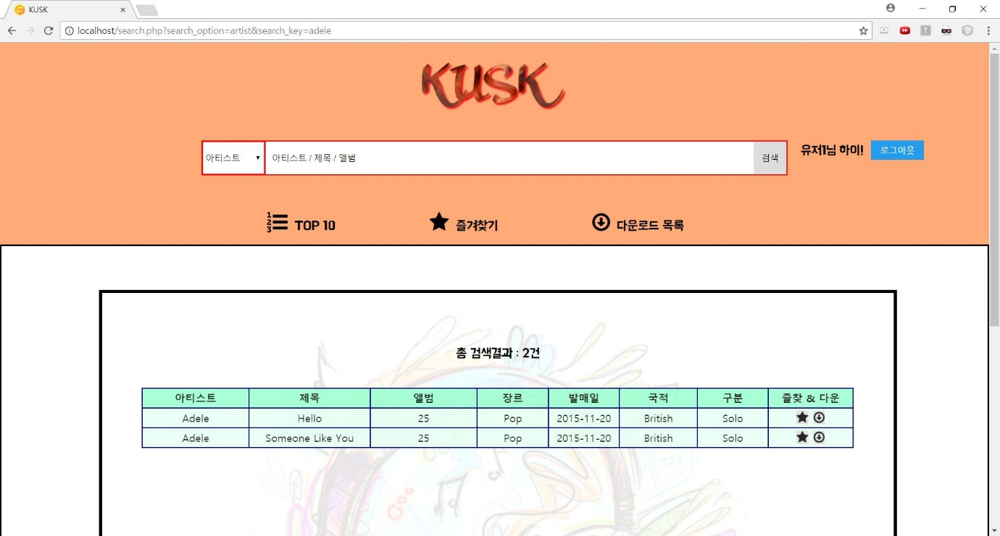 KUSK
localhost/search.php?search_option=artist&search_key=adele
KUSK
아티스트 아티스트 / 제목 / 앨범 검색 유저1님 하이! 로그아웃
TOP 10 즐겨찾기 다운로드 목록
총 검색결과 : 2건
아티스트 제목 앨범 장르 발매일 국적 구분 즐찾 & 다운
Adele Hello 25 Pop 2015-11-20 British Solo
Adele Someone Like You 25 Pop 2015-11-20 British Solo